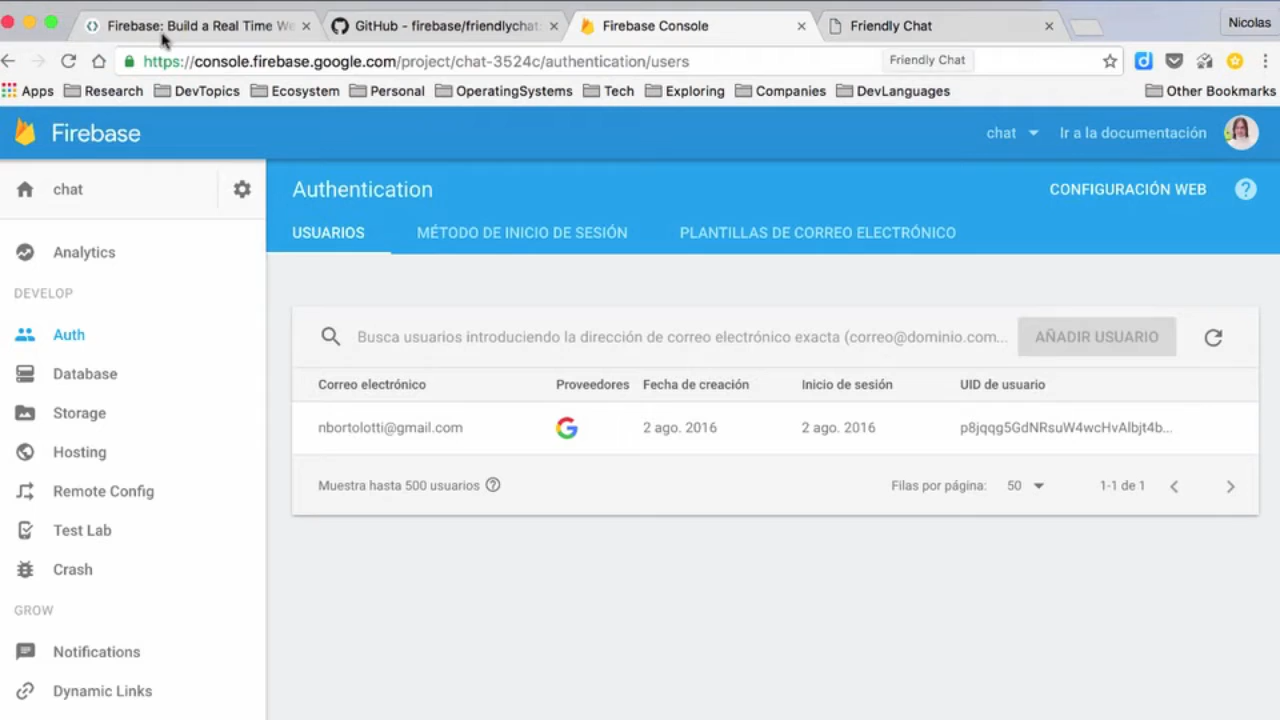 Firebase: Build a Real Time We
GitHub - firebase/friendlychat
Firebase Console
Friendly Chat
Nicolas
https://console.firebase.google.com/project/chat-3524c/authentication/users
Friendly Chat
Apps
Research
DevTopics
Ecosystem
Personal
OperatingSystems
Tech
Exploring
Companies
DevLanguages
Other Bookmarks
Firebase
chat
Ir a la documentación
chat
Authentication
CONFIGURACIÓN WEB
USUARIOS
MÉTODO DE INICIO DE SESIÓN
PLANTILLAS DE CORREO ELECTRÓNICO
Analytics
DEVELOP
Auth
Database
Storage
Hosting
Remote Config
Test Lab
Crash
GROW
Notifications
Dynamic Links
Busca usuarios introduciendo la dirección de correo electrónico exacta (correo@dominio.com...
AÑADIR USUARIO
Correo electrónico Proveedores Fecha de creación Inicio de sesión UID de usuario
nbortolotti@gmail.com 2 ago. 2016 2 ago. 2016 p8jqqg5GdNRsuW4wcHvAlbjt4b...
Muestra hasta 500 usuarios
Filas por página: 50 1-1 de 1